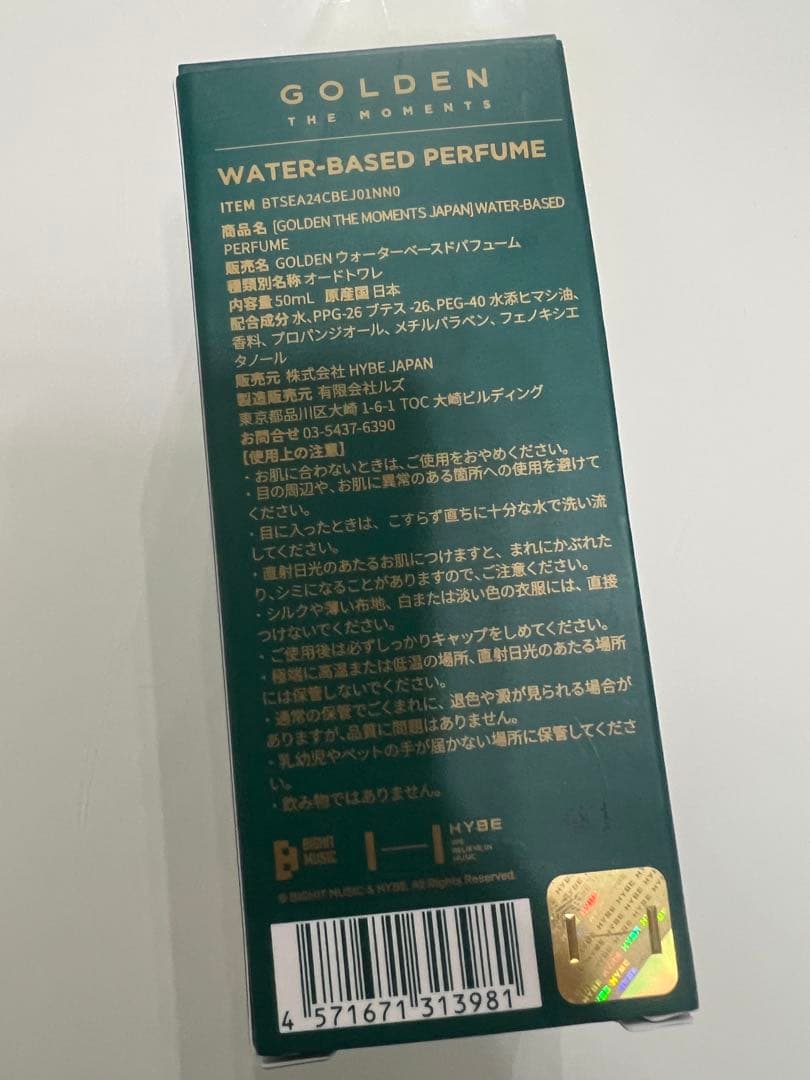 GOLDEN
THE MOMENTS
WATER-BASED PERFUME
ITEM BTSEA24CBEJ01NN0
商品名 [GOLDEN THE MOMENTS JAPAN] WATER-BASED
PERFUME
販売名 GOLDEN ウォーターベースドパフューム
種類別名称 オードトワレ
内容量 50mL 原産国 日本
配合成分 水、PPG-26 ブテス -26、PEG-40 水添ヒマシ油、
香料、プロパンジオール、メチルパラベン、フェノキシエ
タノール
販売元 株式会社 HYBE JAPAN
製造販売元 有限会社ルズ
東京都品川区大崎 1-6-1 TOC 大崎ビルディング
お問合せ 03-5437-6390
【使用上の注意】
・お肌に合わないときは、ご使用をおやめください。
・目の周辺や、お肌に異常のある箇所への使用を避けて
ください。
・目に入ったときは、こすらず直ちに十分な水で洗い流
してください。
・直射日光のあたるお肌につけますと、まれにかぶれた
り、シミになることがありますので、ご注意ください。
・シルクや薄い布地、白または淡い色の衣服には、直接
つけないでください。
・ご使用後は必ずしっかりキャップをしめてください。
・極端に高温または低温の場所、直射日光のあたる場所
には保管しないでください。
・通常の保管でごくまれに、退色や澱が見られる場合が
ありますが、品質に問題はありません。
・乳幼児やペットの手が届かない場所に保管してくださ
い。
・飲み物ではありません。
BIGHIT
MUSIC
HYBE
WE
BELIEVE IN
MUSIC
© BIGHIT MUSIC & HYBE. All Rights Reserved.
4 571671 313981